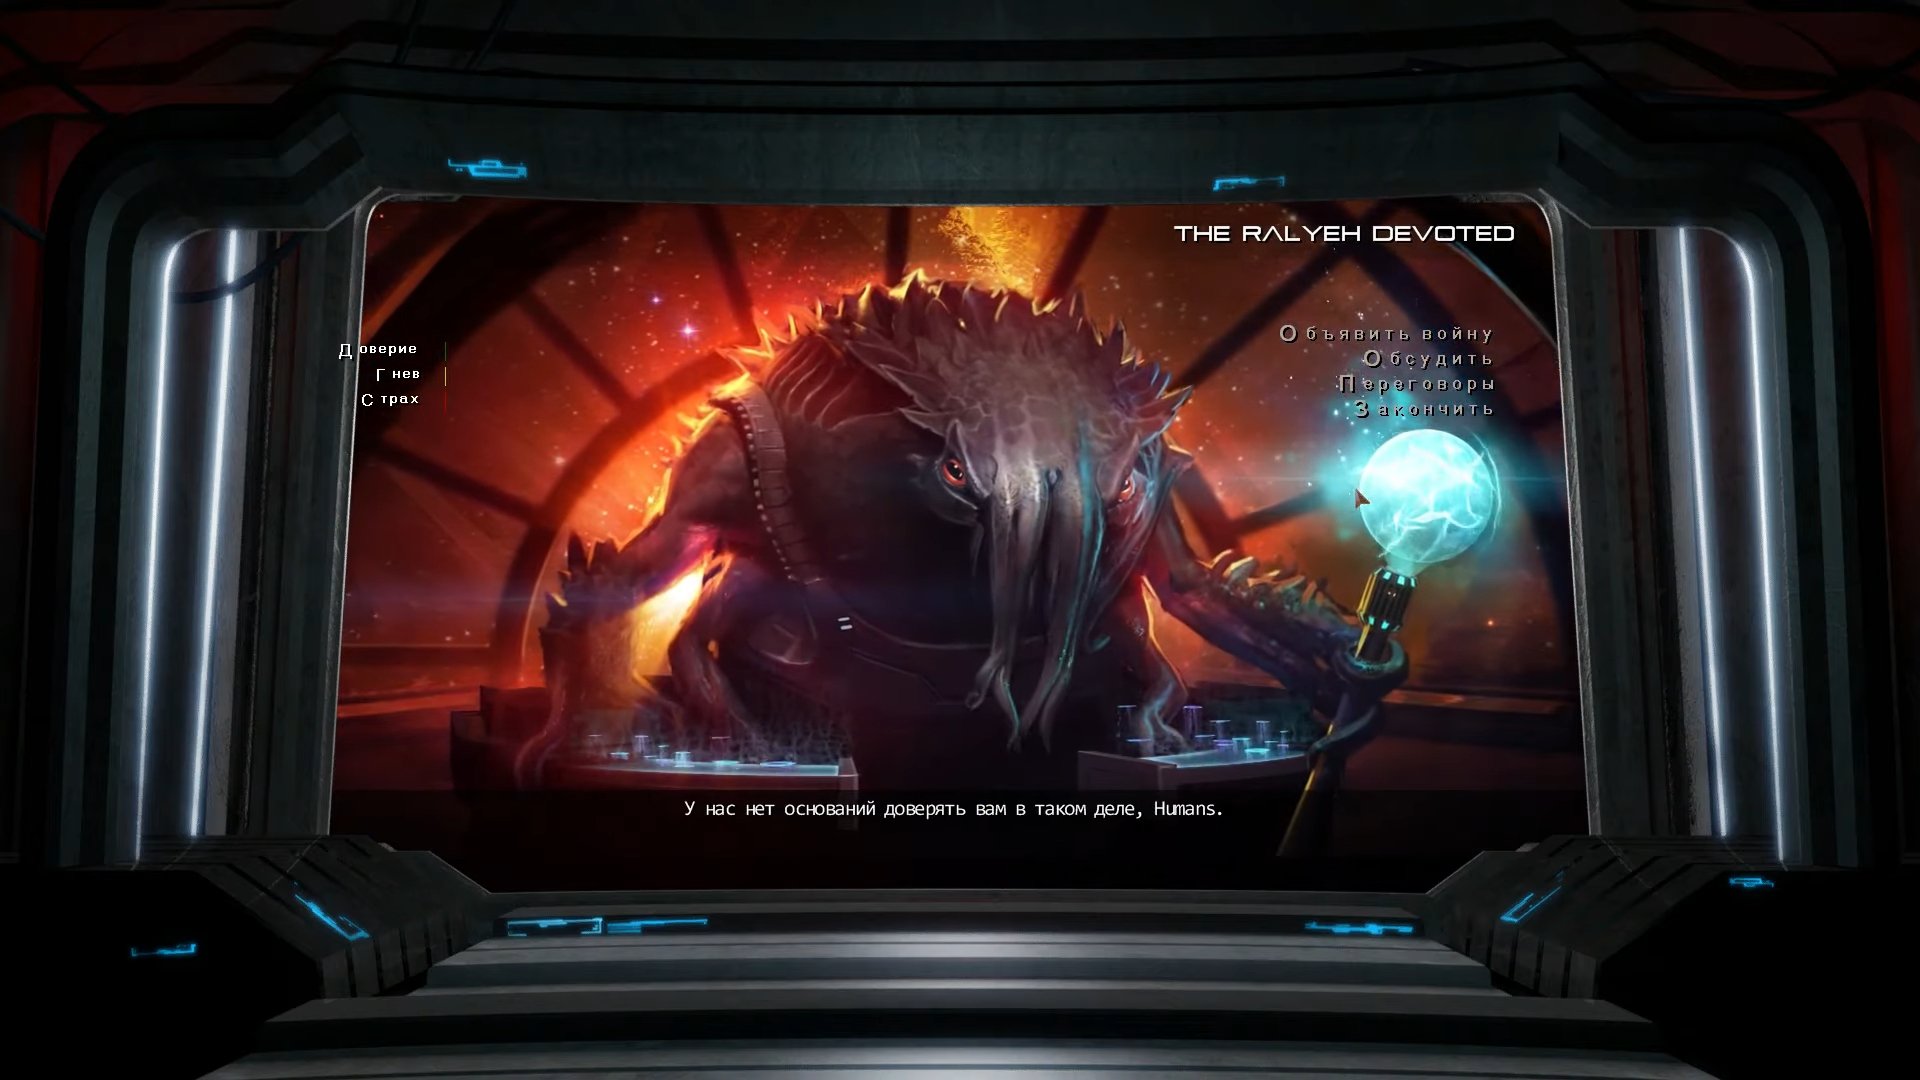 THE RALYEH DEVOTED
Доверие
Гнев
Страх
Объявить войну
Обсудить
Переговоры
Закончить
У нас нет оснований доверять вам в таком деле, Humans.